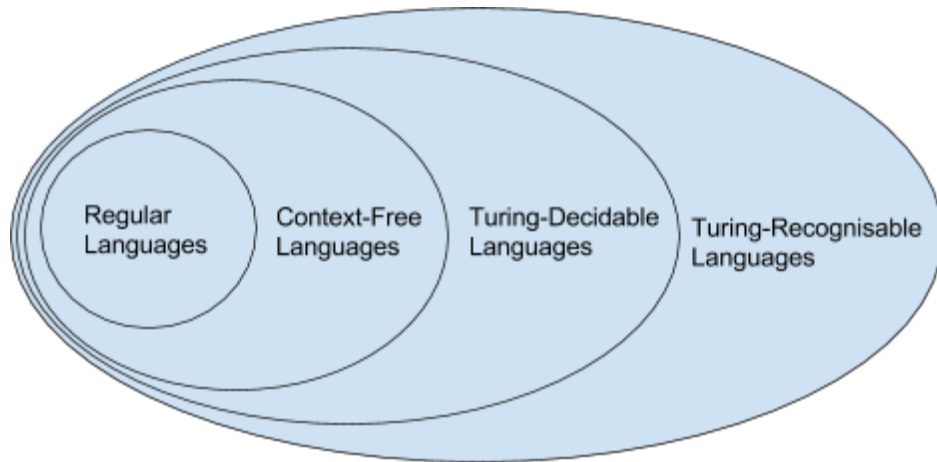 Regular
Languages
Context-Free
Languages
Turing-Decidable
Languages
Turing-Recognisable
Languages